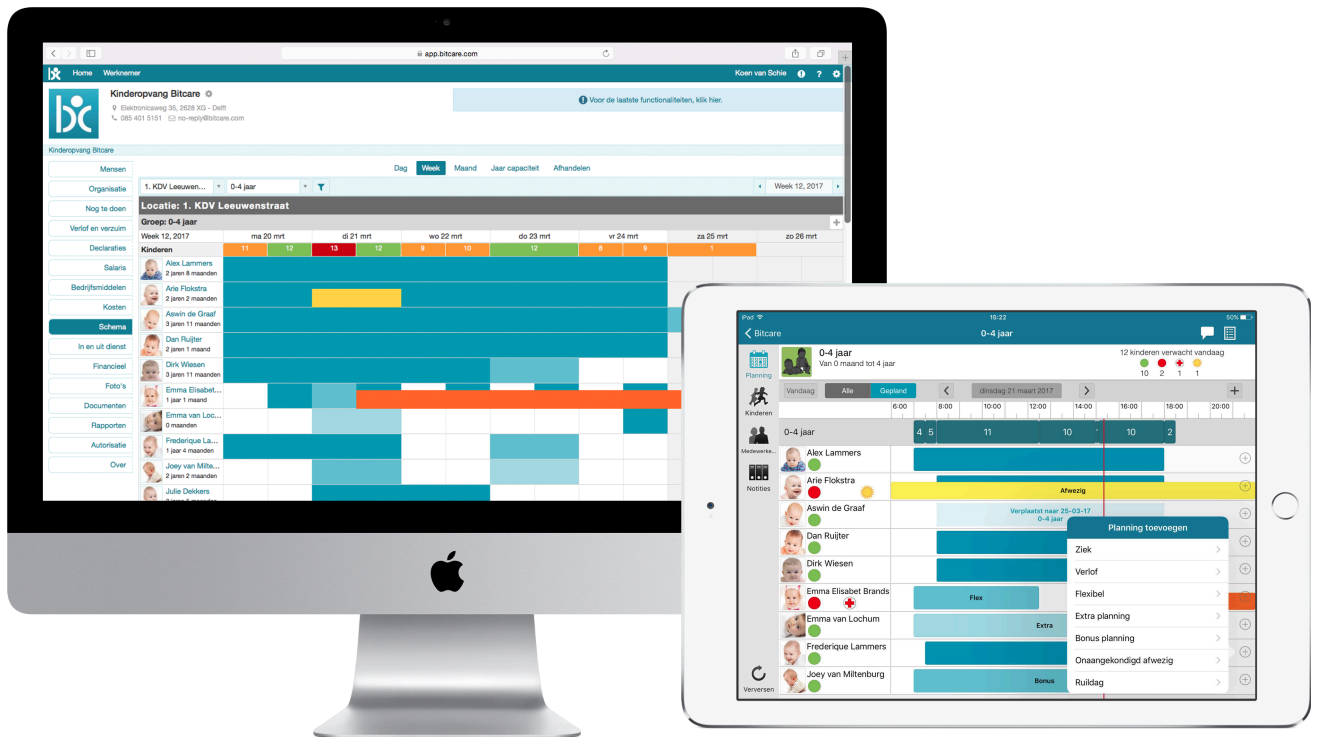 app.bitcare.com
Home Werknemer
Koen van Schie
?
Kinderopvang Bitcare
Elektronicaweg 35, 2628 XG - Delft
085 401 5151 no-reply@bitcare.com
bc
Voor de laatste functionaliteiten, klik hier.
Kinderopvang Bitcare
Mensen
Organisatie
Nog te doen
Verlof en verzuim
Declaraties
Salaris
Bedrijfsmiddelen
Kosten
Schema
In en uit dienst
Financieel
Foto's
Documenten
Rapporten
Autorisatie
Over
Dag Week Maand Jaar capaciteit Afhandelen
1. KDV Leeuwen... 0-4 jaar Week 12, 2017
Locatie: 1. KDV Leeuwenstraat
Groep: 0-4 jaar
Week 12, 2017 ma 20 mrt di 21 mrt wo 22 mrt do 23 mrt vr 24 mrt za 25 mrt zo 26 mrt
Kinderen 11 12 13 12 9 10 12 8 9 1
Alex Lammers
2 jaren 8 maanden
Arie Flokstra
2 jaren 2 maanden
Aswin de Graaf
3 jaren 11 maanden
Dan Ruijter
2 jaren 1 maand
Dirk Wiesen
3 jaren 11 maanden
Emma Elisabet...
1 jaar 1 maand
Emma van Loc...
0 maanden
Frederique La...
1 jaar 4 maanden
Joey van Milte...
2 jaren 2 maanden
Julie Dekkers
iPad 15:22 50%
Bitcare 0-4 jaar
Planning
Kinderen
Medewerke...
Notities
Verversen
0-4 jaar
Van 0 maand tot 4 jaar
12 kinderen verwacht vandaag
10 2 1 1
Vandaag Alle Gepland dinsdag 21 maart 2017
6:00 8:00 10:00 12:00 14:00 16:00 18:00 20:00
0-4 jaar 4 5 11 10 10 2
Alex Lammers
Arie Flokstra
Afwezig
Aswin de Graaf
Verplaatst naar 25-03-17
0-4 jaar
Dan Ruijter
Dirk Wiesen
Emma Elisabet Brands
Flex
Emma van Lochum
Extra
Frederique Lammers
Joey van Miltenburg
Bonus
Planning toevoegen
Ziek
Verlof
Flexibel
Extra planning
Bonus planning
Onaangekondigd afwezig
Ruildag